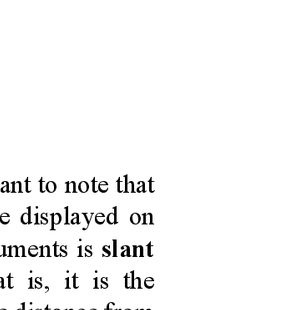 ant to note that
e displayed on
uments is slant
at is, it is the
distance from